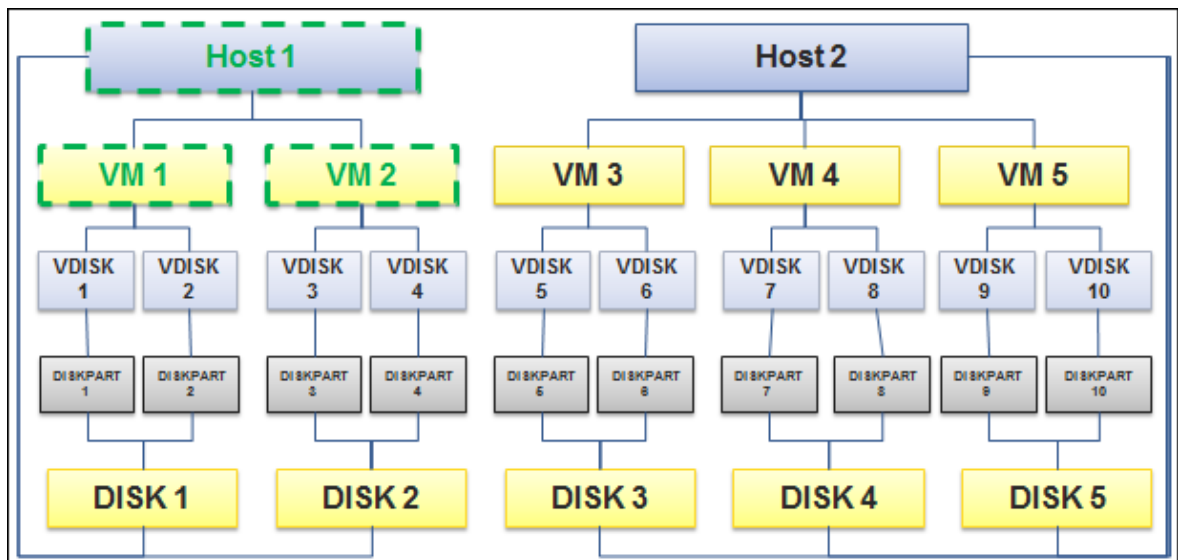 Host 1
Host 2
VM 1
VM 2
VM 3
VM 4
VM 5
VDISK
1
VDISK
2
VDISK
3
VDISK
4
VDISK
5
VDISK
6
VDISK
7
VDISK
8
VDISK
9
VDISK
10
DISKPART
1
DISKPART
2
DISKPART
3
DISKPART
4
DISKPART
5
DISKPART
6
DISKPART
7
DISKPART
8
DISKPART
9
DISKPART
10
DISK 1
DISK 2
DISK 3
DISK 4
DISK 5